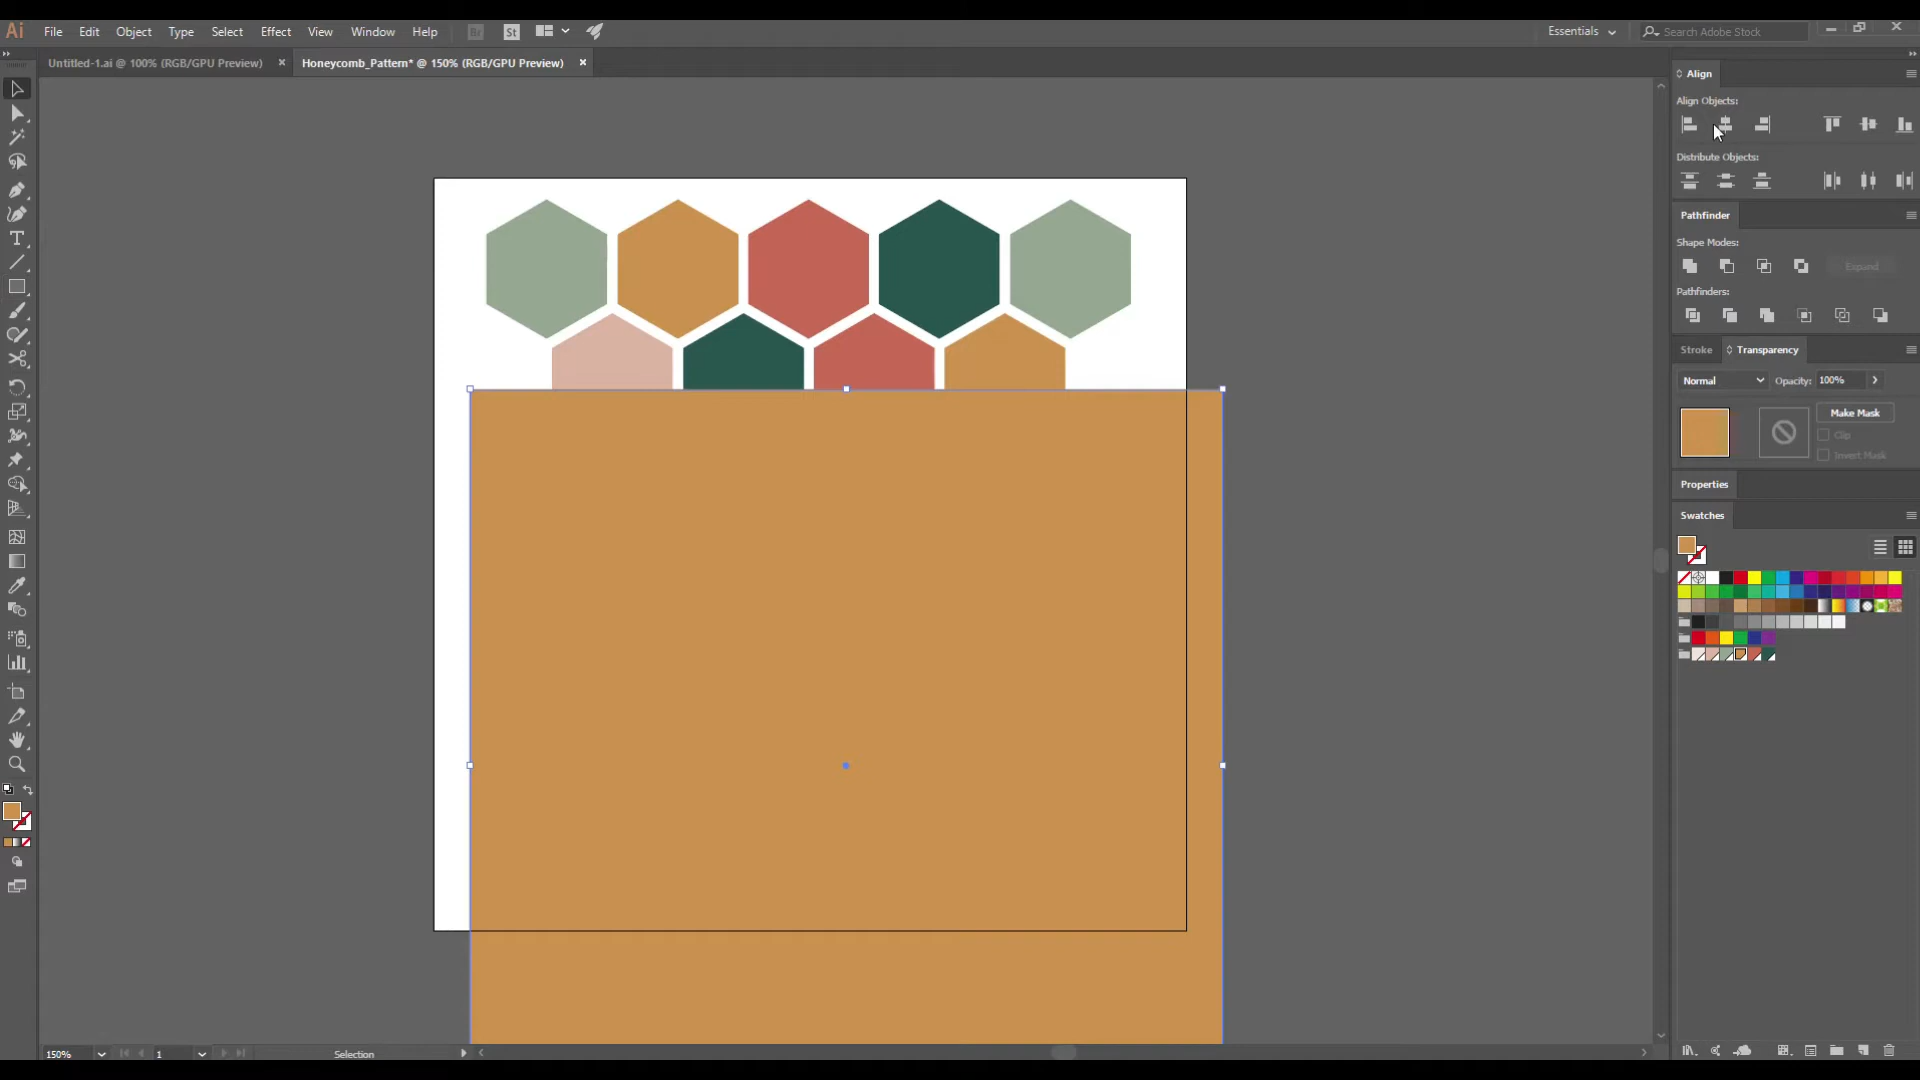 Ai File Edit Object Type Select Effect View Window Help Br St Essentials Search Adobe Stock
Untitled-1.ai @ 100% (RGB/GPU Preview) × Honeycomb_Pattern* @ 150% (RGB/GPU Preview) ×
Align
Align Objects:
Distribute Objects:
Pathfinder
Shape Modes:
Expand
Pathfinders:
Stroke Transparency
Normal Opacity: 100%
Make Mask
Clip
Invert Mask
Properties
Swatches
150% 1 Selection